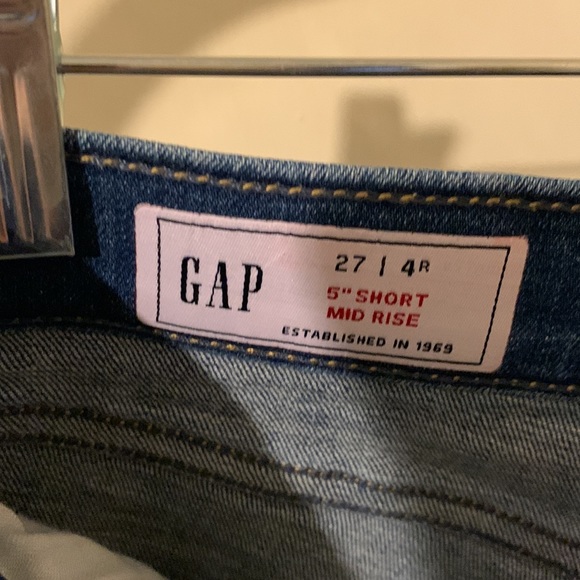 GAP
27 | 4R
5" SHORT
MID RISE
ESTABLISHED IN 1969